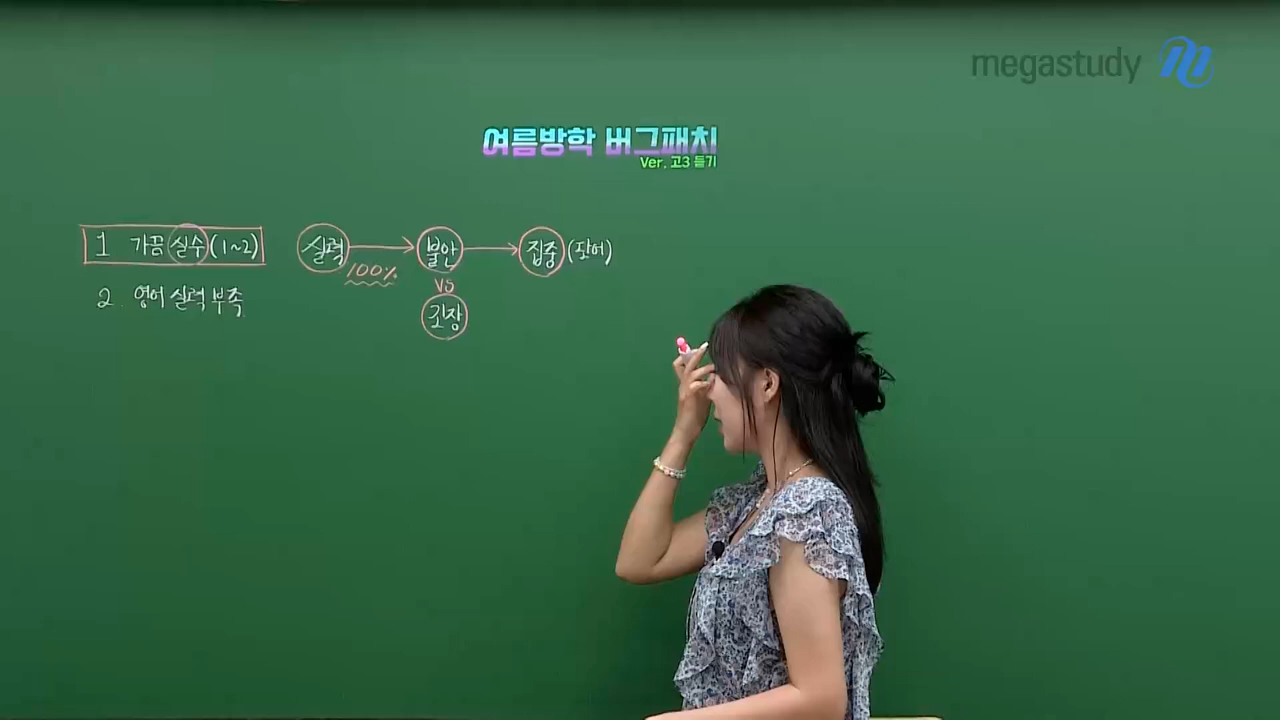 megastudy
여름방학 버그패치
Ver. 고3 듣기
1 가끔 실수(1~2) 실력 → 불안 → 집중(단어)
100%
vs
2. 영어 실력 부족 긴장